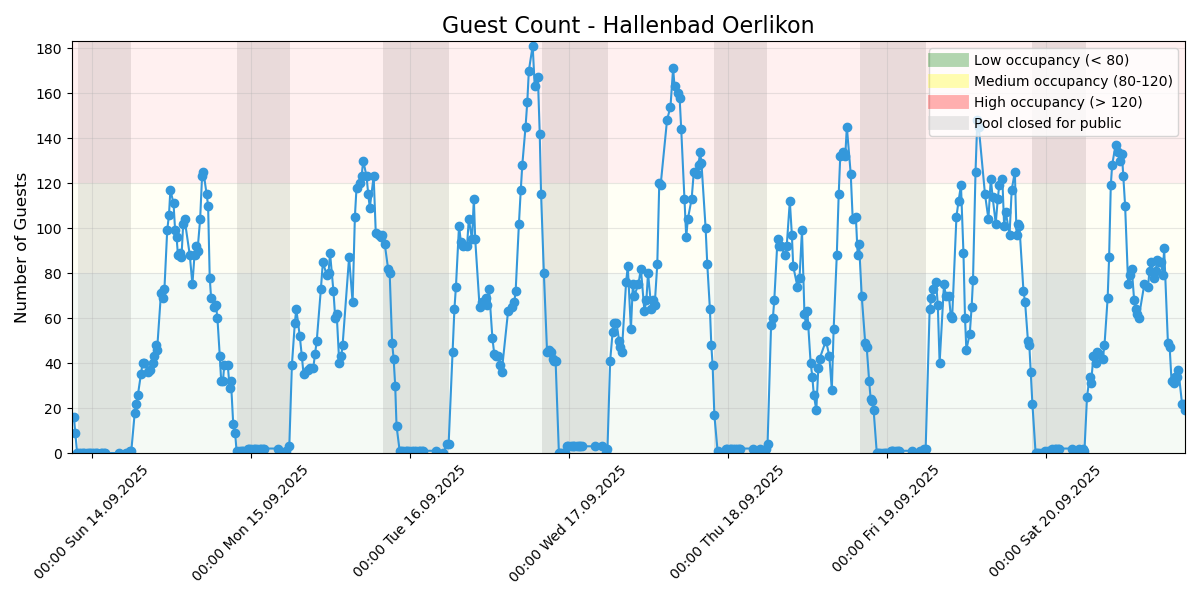 Guest Count - Hallenbad Oerlikon
Number of Guests
180
160
140
120
100
80
60
40
20
0
Low occupancy (< 80)
Medium occupancy (80-120)
High occupancy (> 120)
Pool closed for public
00:00 Sun 14.09.2025
00:00 Mon 15.09.2025
00:00 Tue 16.09.2025
00:00 Wed 17.09.2025
00:00 Thu 18.09.2025
00:00 Fri 19.09.2025
00:00 Sat 20.09.2025